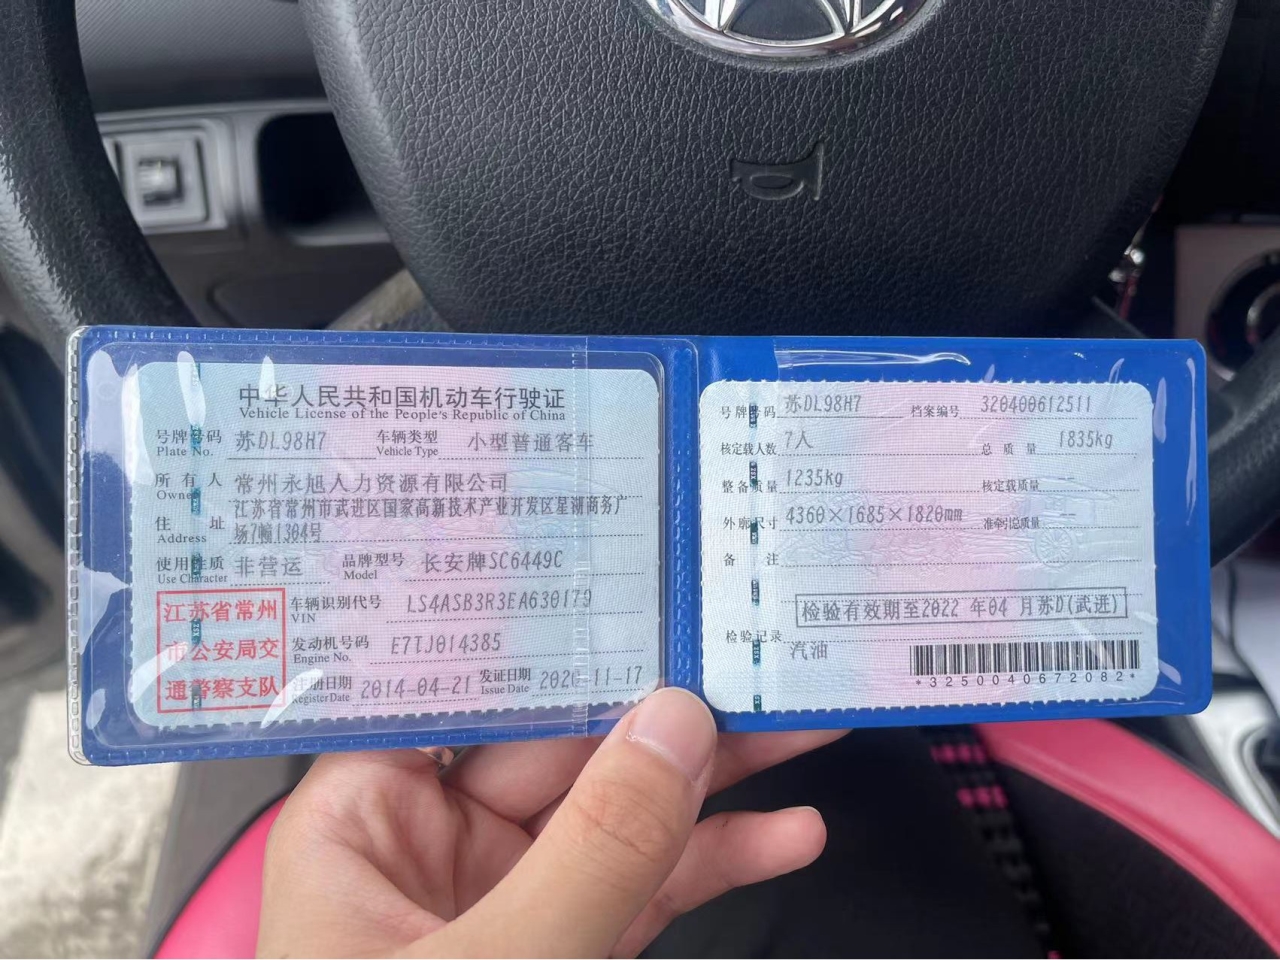 中华人民共和国机动车行驶证
Vehicle License of the People's Republic of China
号牌号码 苏DL98H7 车辆类型 小型普通客车
Plate No. Vehicle Type
所有人 常州永旭人力资源有限公司
Owner
住址 江苏省常州市武进区国家高新技术产业开发区星湖商务广
Address 场7幢1304号
使用性质 非营运 品牌型号 长安牌SC6449C
Use Character Model
江苏省常州
市公安局交
通警察支队
车辆识别代号 LS4ASB3R3EA630179
VIN
发动机号码 E7TJ014385
Engine No.
注册日期 2014-04-21 发证日期 2020-11-17
Register Date Issue Date
号牌号码 苏DL98H7 档案编号 320400612511
核定载人数 7人 总质量 1835kg
整备质量 1235kg 核定载质量 --
外廓尺寸 4360×1685×1820mm 准牵引总质量 --
备注
检验有效期至2022年04月苏D(武进)
检验记录
汽油
*3250040672082*